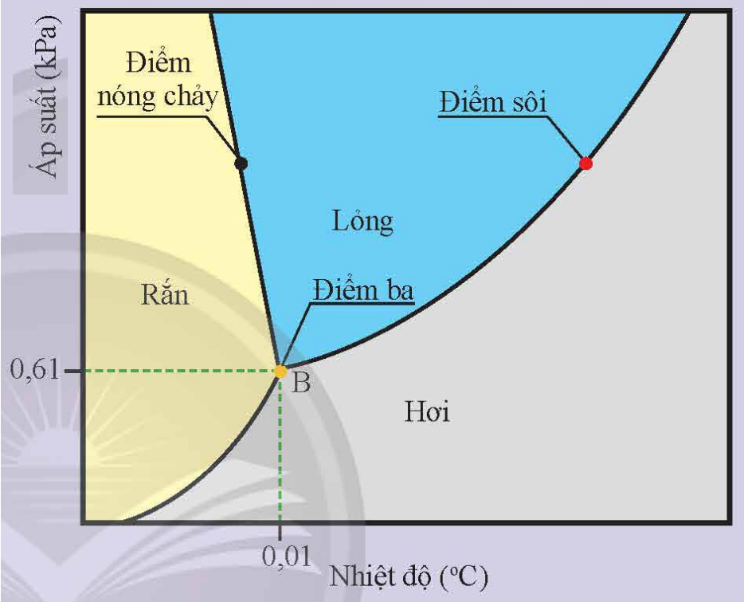 Áp suất (kPa)
Điểm
nóng chảy
Điểm sôi
Lỏng
Rắn
Điểm ba
0,61
B
Hơi
0,01
Nhiệt độ (°C)